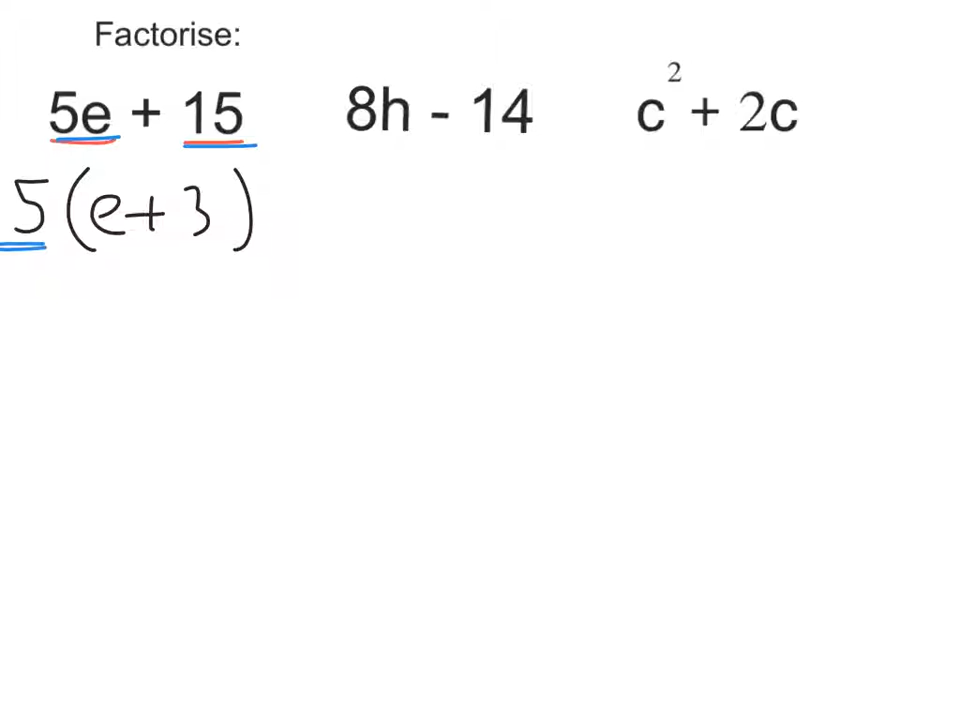 Factorise:
5e + 15 8h - 14 c² + 2c
5(e+3)